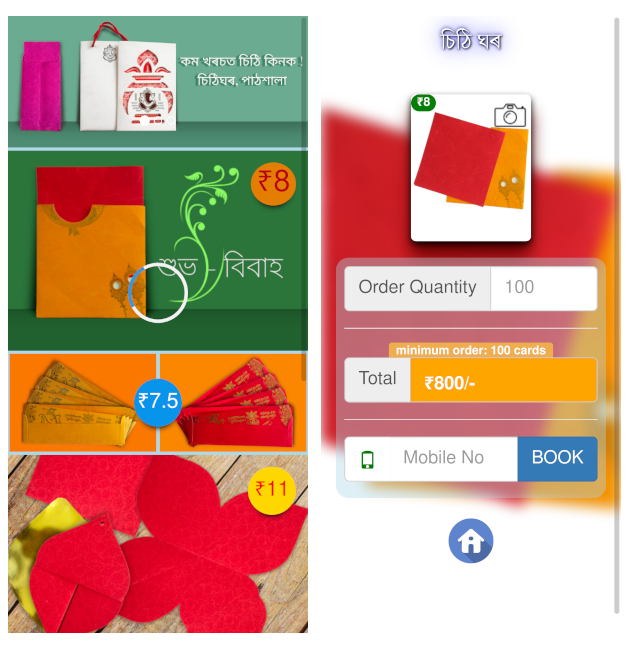 কম খৰচত চিঠি কিনক !
চিঠিঘৰ, পাঠশালা
₹8
শুভ - বিবাহ
₹7.5
₹11
চিঠি ঘৰ
₹8
Order Quantity 100
minimum order: 100 cards
Total ₹800/-
Mobile No BOOK